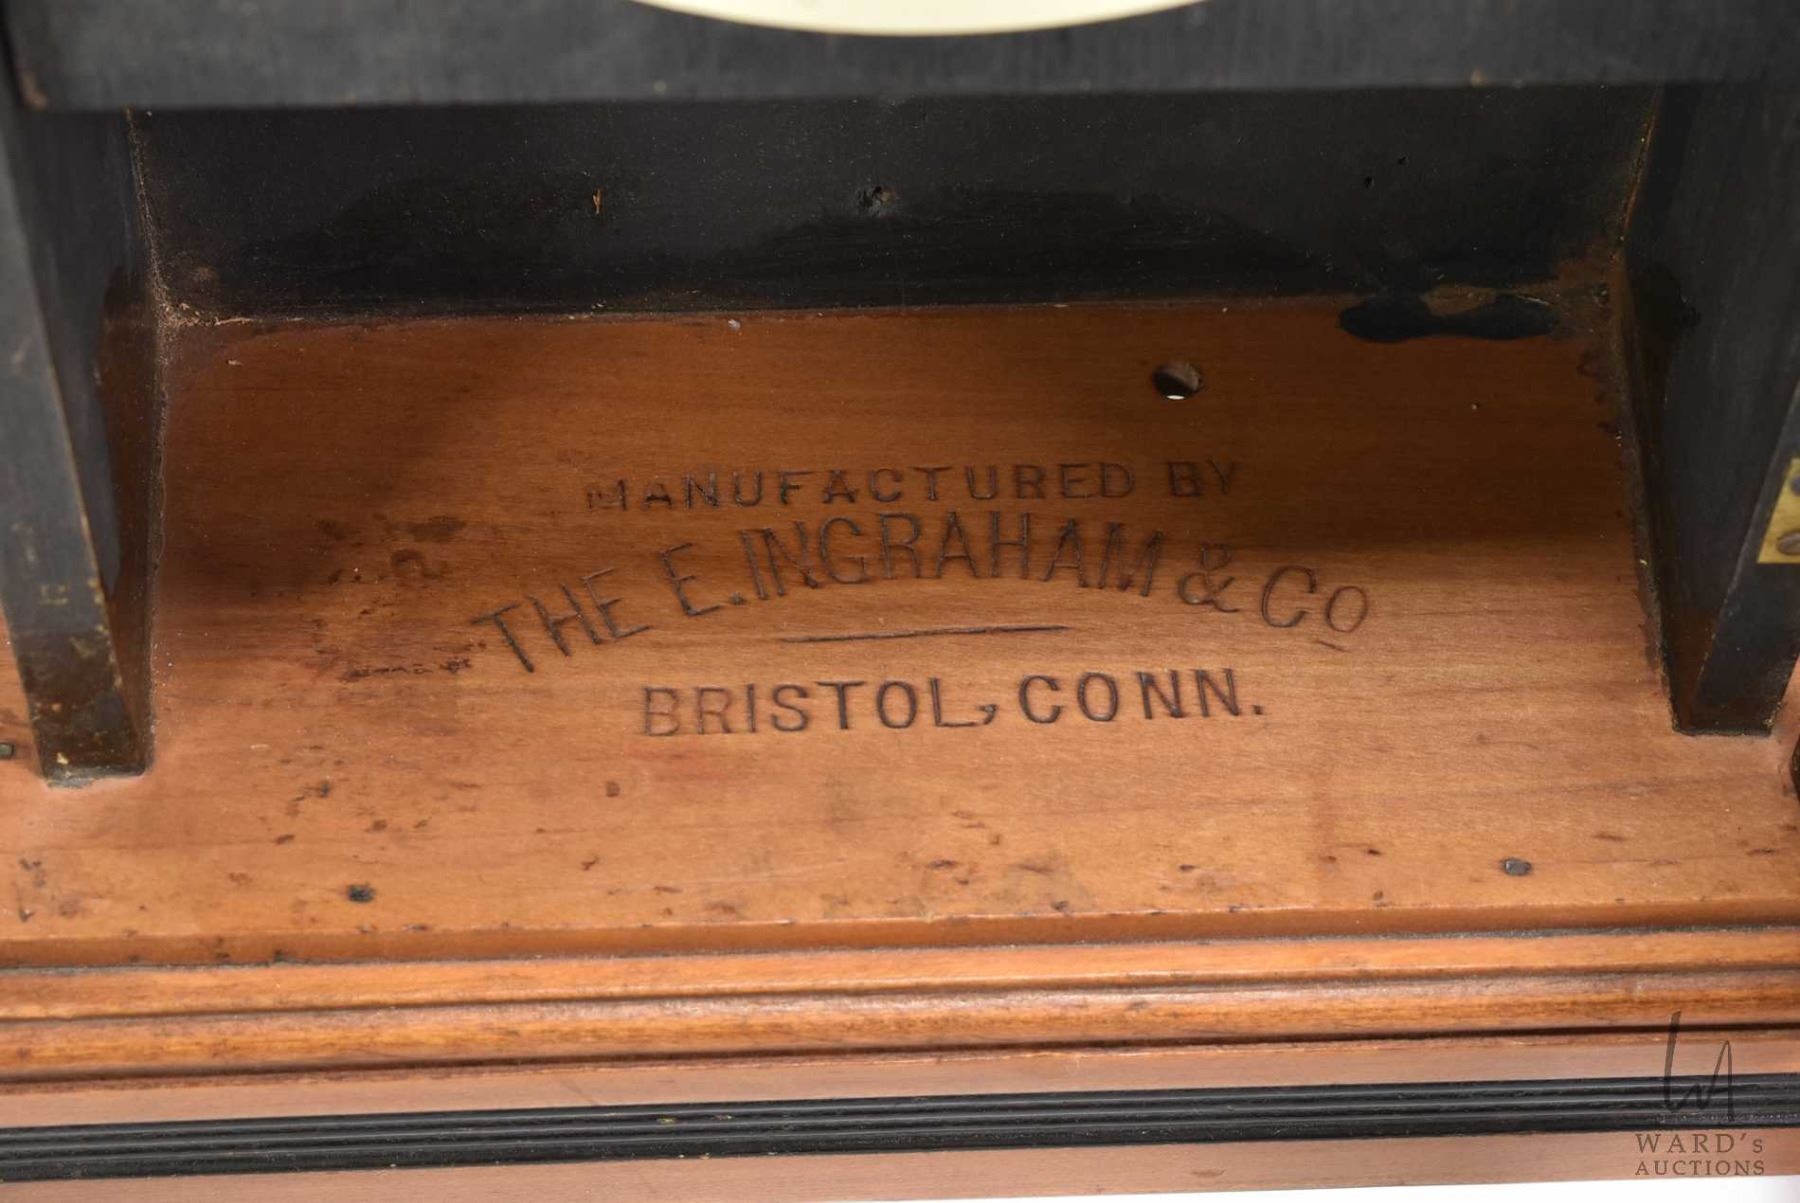 MANUFACTURED BY
THE E. INGRAHAM & Co
BRISTOL, CONN.
WARD's
AUCTIONS